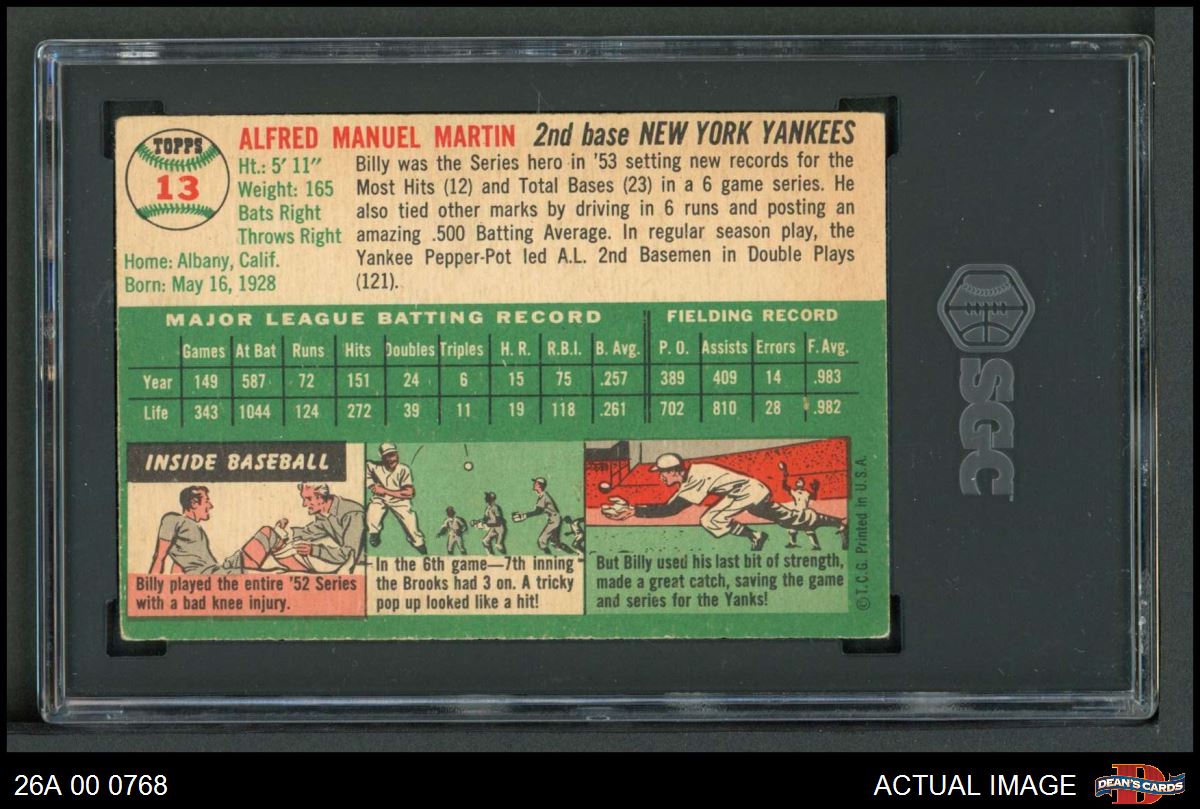 TOPPS
13
ALFRED MANUEL MARTIN 2nd base NEW YORK YANKEES
Ht.: 5' 11"
Weight: 165
Bats Right
Throws Right
Home: Albany, Calif.
Born: May 16, 1928
Billy was the Series hero in '53 setting new records for the
Most Hits (12) and Total Bases (23) in a 6 game series. He
also tied other marks by driving in 6 runs and posting an
amazing .500 Batting Average. In regular season play, the
Yankee Pepper-Pot led A.L. 2nd Basemen in Double Plays
(121).
MAJOR LEAGUE BATTING RECORD FIELDING RECORD
Games At Bat Runs Hits Doubles Triples H. R. R.B.I. B. Avg. P. O. Assists Errors F. Avg.
Year 149 587 72 151 24 6 15 75 .257 389 409 14 .983
Life 343 1044 124 272 39 11 19 118 .261 702 810 28 .982
INSIDE BASEBALL
Billy played the entire '52 Series
with a bad knee injury.
In the 6th game—7th inning
the Brooks had 3 on. A tricky
pop up looked like a hit!
But Billy used his last bit of strength,
made a great catch, saving the game
and series for the Yanks!
© T.C.G. Printed in U.S.A.
SGC
26A 00 0768
ACTUAL IMAGE
DEAN'S CARDS